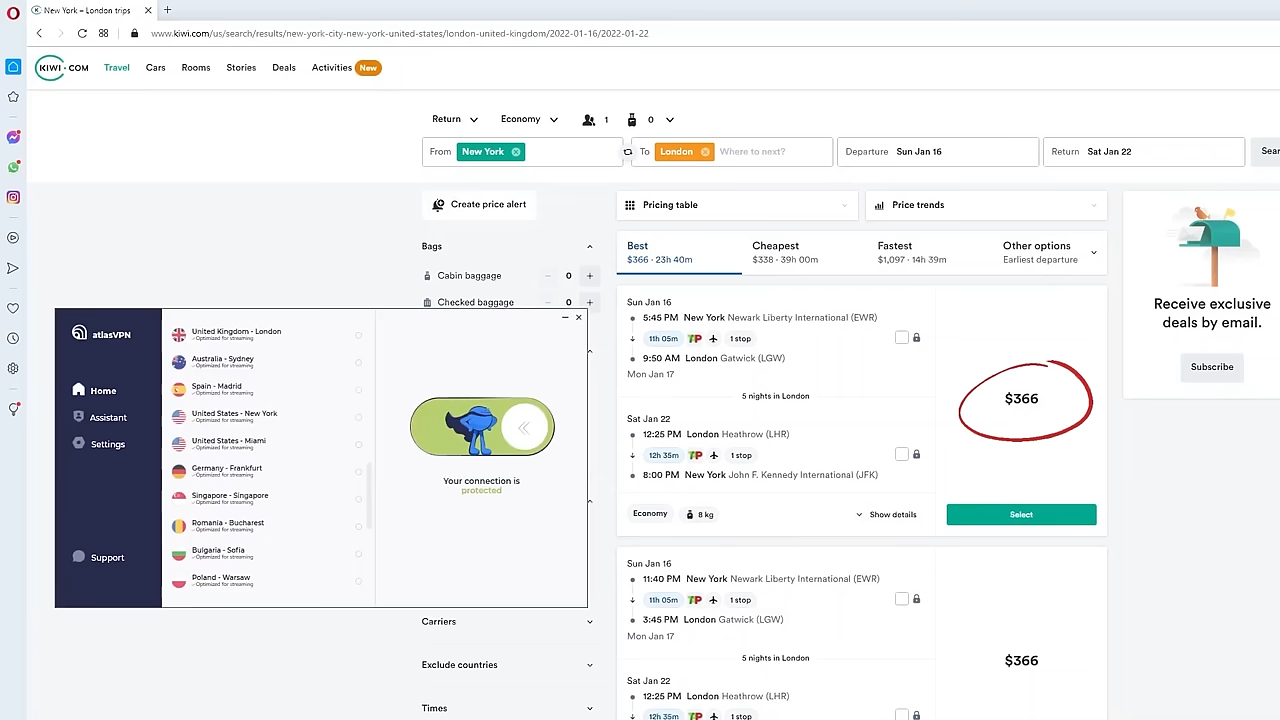 New York – London trips
www.kiwi.com/us/search/results/new-york-city-new-york-united-states/london-united-kingdom/2022-01-16/2022-01-22
KIWI.COM Travel Cars Rooms Stories Deals Activities New
Return Economy 1 0
From New York To London Where to next? Departure Sun Jan 16 Return Sat Jan 22
Create price alert
Bags
Cabin baggage 0 +
Checked baggage 0 +
Pricing table Price trends
Best Cheapest Fastest Other options
$366 · 23h 40m $338 · 39h 00m $1,097 · 14h 39m Earliest departure
Sun Jan 16
5:45 PM New York Newark Liberty International (EWR)
11h 05m TP 1 stop
9:50 AM London Gatwick (LGW)
Mon Jan 17
5 nights in London
$366
Sat Jan 22
12:25 PM London Heathrow (LHR)
12h 35m TP 1 stop
8:00 PM New York John F. Kennedy International (JFK)
Economy 8 kg Show details Select
Sun Jan 16
11:40 PM New York Newark Liberty International (EWR)
11h 05m TP 1 stop
3:45 PM London Gatwick (LGW)
Mon Jan 17
5 nights in London
$366
Sat Jan 22
12:25 PM London Heathrow (LHR)
12h 35m TP 1 stop
Receive exclusive
deals by email.
Subscribe
atlasVPN
Home
Assistant
Settings
Support
United Kingdom - London
Optimized for streaming
Australia - Sydney
Optimized for streaming
Spain - Madrid
Optimized for streaming
United States - New York
Optimized for streaming
United States - Miami
Optimized for streaming
Germany - Frankfurt
Optimized for streaming
Singapore - Singapore
Optimized for streaming
Romania - Bucharest
Optimized for streaming
Bulgaria - Sofia
Optimized for streaming
Poland - Warsaw
Optimized for streaming
Your connection is
protected
Carriers
Exclude countries
Times